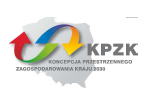 KPZK
KONCEPCJA PRZESTRZENNEGO
ZAGOSPODAROWANIA KRAJU 2030